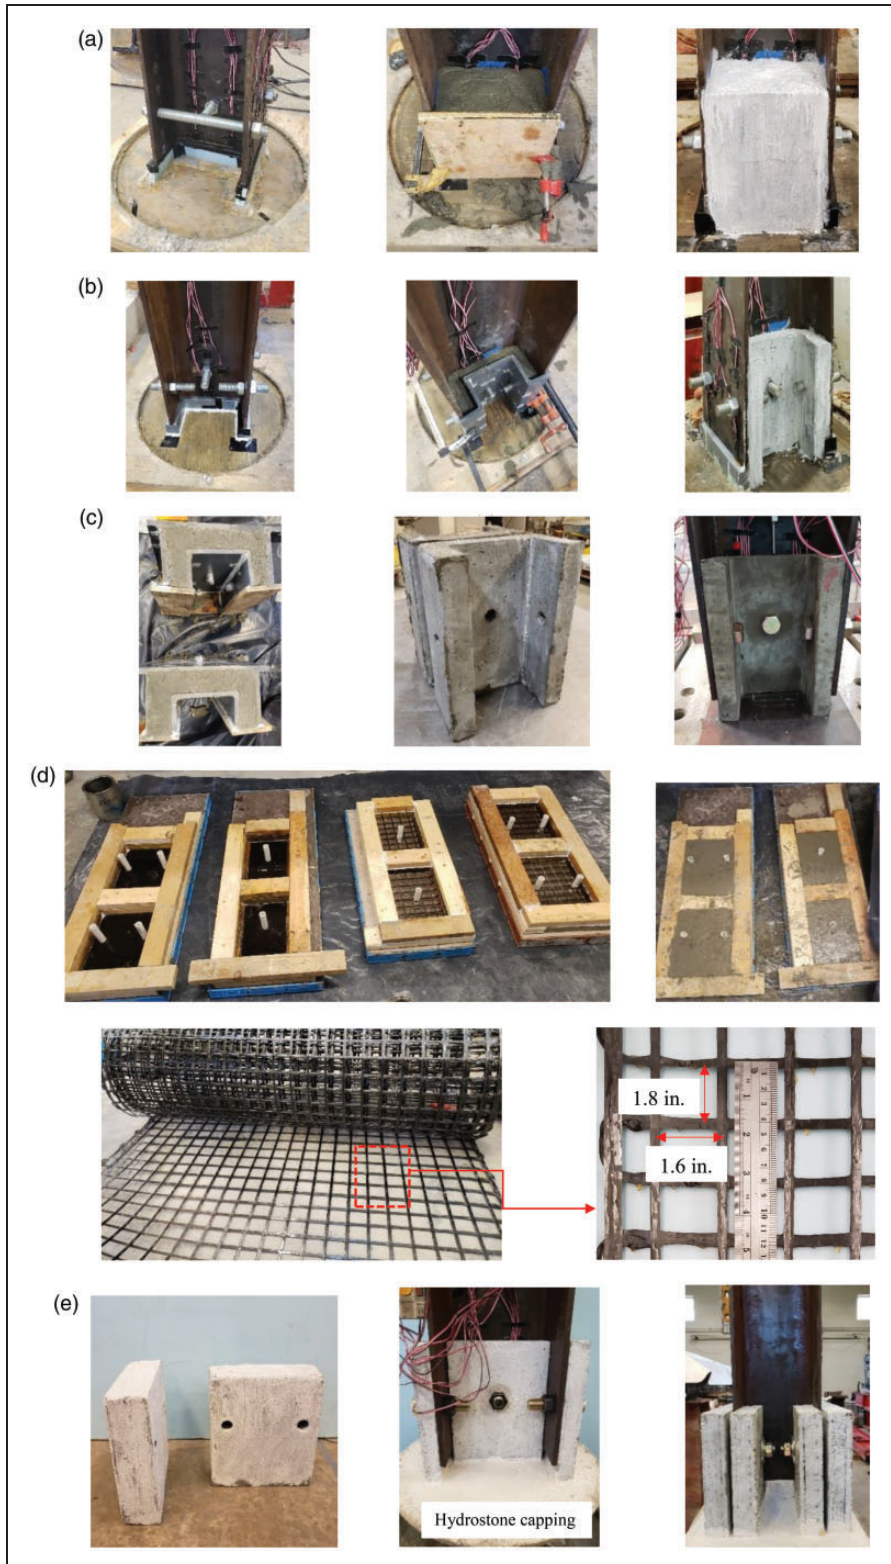 (a)
(b)
(c)
(d)
1.8 in.
1.6 in.
(e)
Hydrostone capping